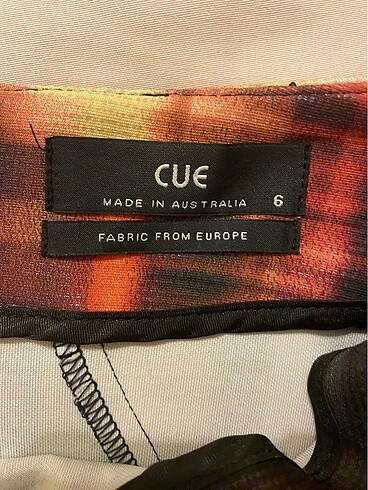 CUE
MADE IN AUSTRALIA 6
FABRIC FROM EUROPE